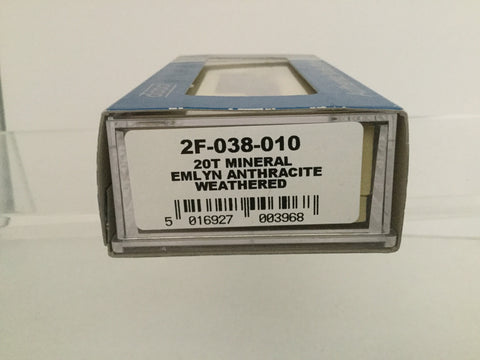 2F-038-010
20T MINERAL
EMLYN ANTHRACITE
WEATHERED
5 016927 003968